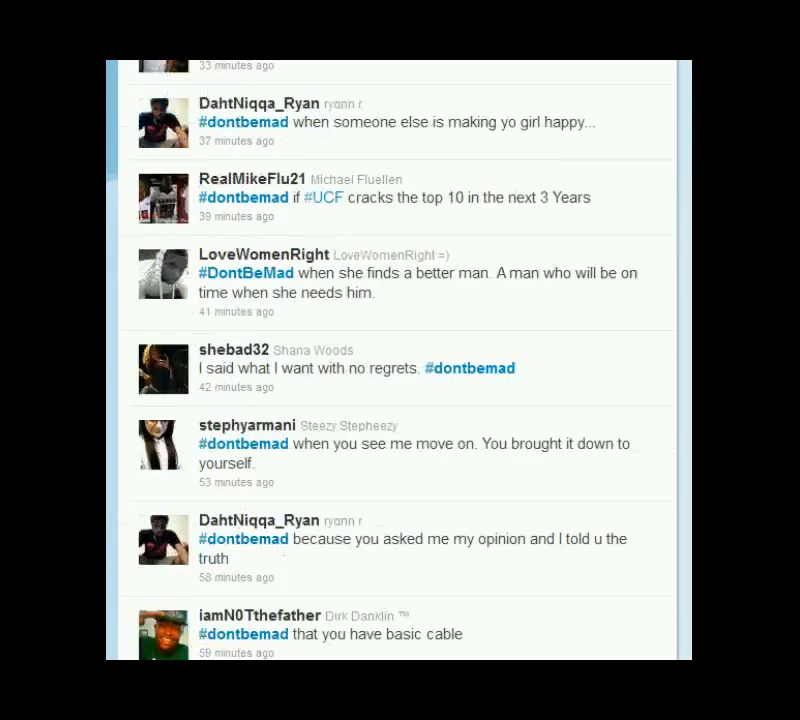 33 minutes ago
DahtNiqqa_Ryan ryann r
#dontbemad when someone else is making yo girl happy...
37 minutes ago
RealMikeFlu21 Michael Fluellen
#dontbemad if #UCF cracks the top 10 in the next 3 Years
39 minutes ago
LoveWomenRight LoveWomenRight =)
#DontBeMad when she finds a better man. A man who will be on
time when she needs him.
41 minutes ago
shebad32 Shana Woods
I said what I want with no regrets. #dontbemad
42 minutes ago
stephyarmani Steezy Stepheezy
#dontbemad when you see me move on. You brought it down to
yourself.
53 minutes ago
DahtNiqqa_Ryan ryann r
#dontbemad because you asked me my opinion and I told u the
truth
58 minutes ago
iamN0Tthefather Dirk Danklin ™
#dontbemad that you have basic cable
59 minutes ago